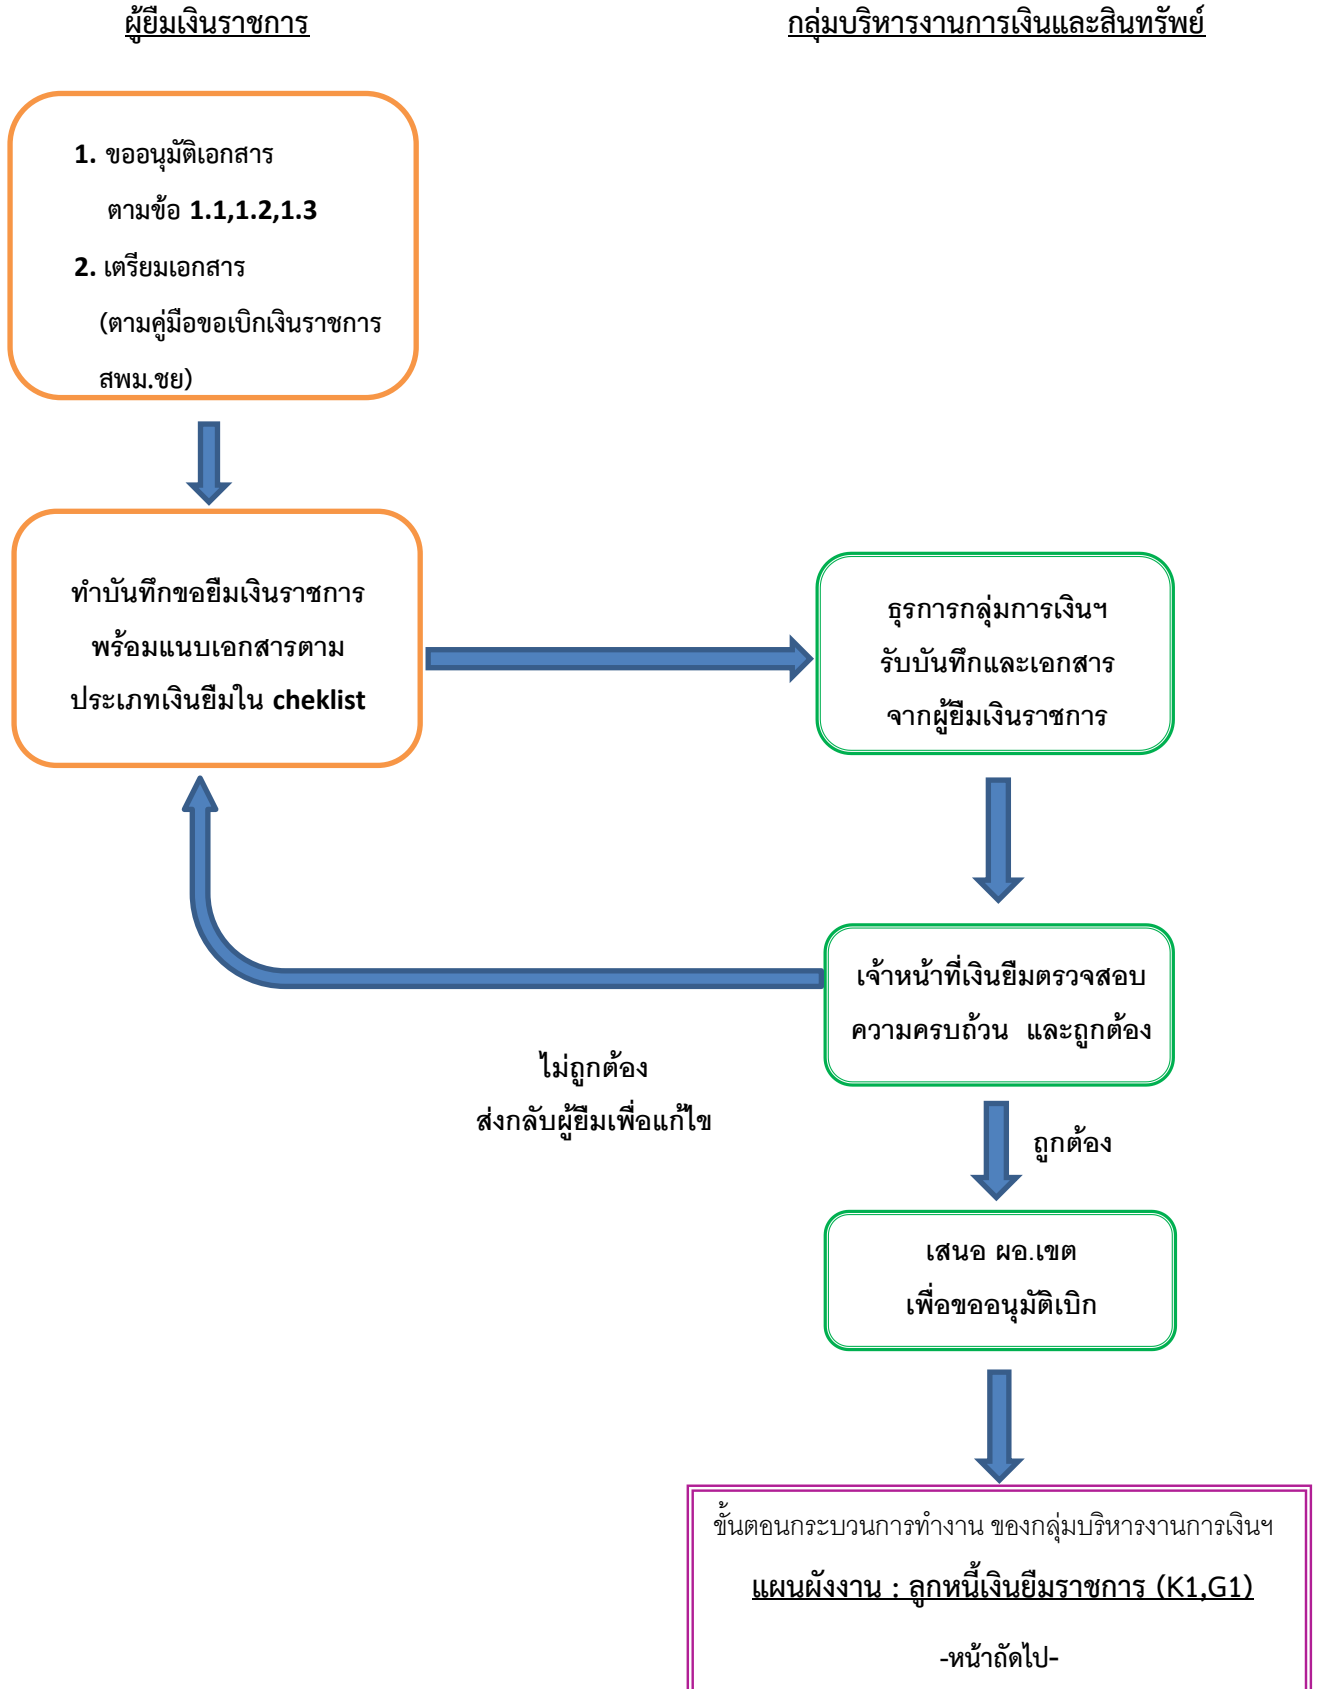 ผู้ยืมเงินราชการ
กลุ่มบริหารงานการเงินและสินทรัพย์
1. ขออนุมัติเอกสาร
ตามข้อ 1.1,1.2,1.3
2. เตรียมเอกสาร
(ตามคู่มือขอเบิกเงินราชการ
สพม.ชย)
ทำบันทึกขอยืมเงินราชการ
พร้อมแนบเอกสารตาม
ประเภทเงินยืมใน cheklist
ธุรการกลุ่มการเงินฯ
รับบันทึกและเอกสาร
จากผู้ยืมเงินราชการ
เจ้าหน้าที่เงินยืมตรวจสอบ
ความครบถ้วน และถูกต้อง
ไม่ถูกต้อง
ส่งกลับผู้ยืมเพื่อแก้ไข
ถูกต้อง
เสนอ ผอ.เขต
เพื่อขออนุมัติเบิก
ขั้นตอนกระบวนการทำงาน ของกลุ่มบริหารงานการเงินฯ
แผนผังงาน : ลูกหนี้เงินยืมราชการ (K1,G1)
-หน้าถัดไป-